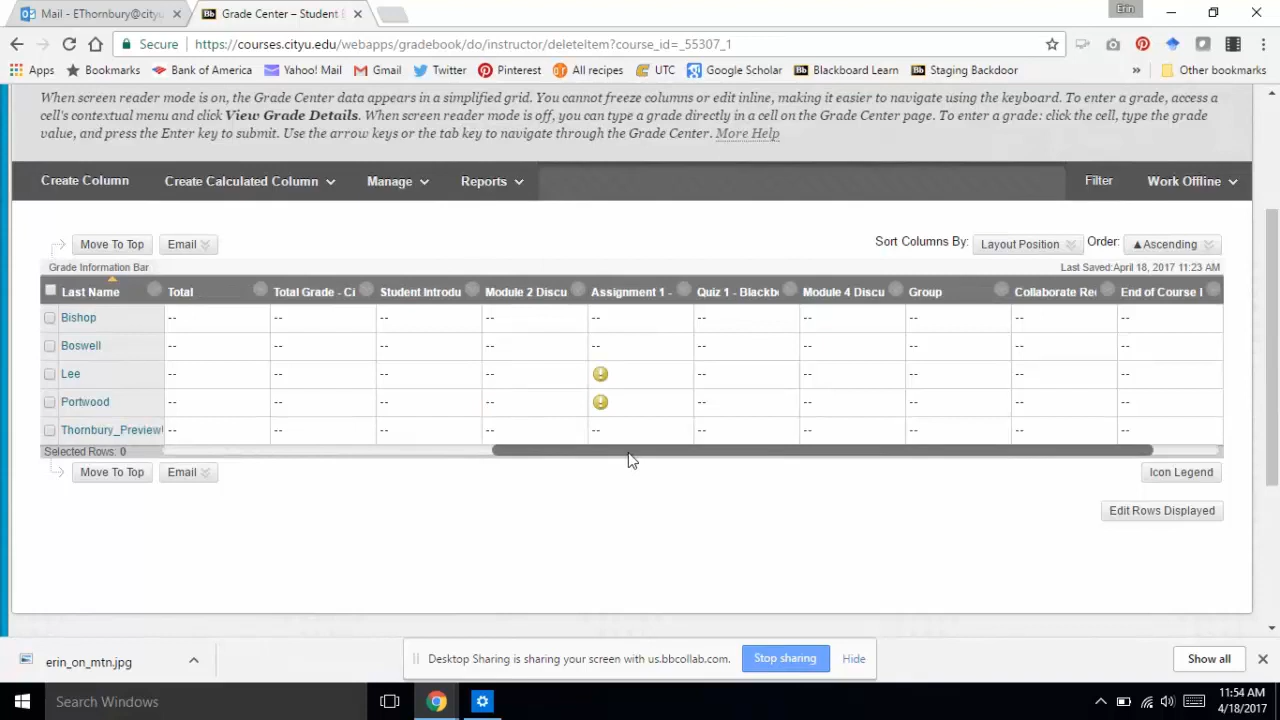 Erin
Mail - EThornbury@cityu
Grade Center – Student
Secure
https://courses.cityu.edu/webapps/gradebook/do/instructor/deleteItem?course_id=_55307_1
Apps
Bookmarks
Bank of America
Yahoo! Mail
Gmail
Twitter
Pinterest
All recipes
UTC
Google Scholar
Bb
Blackboard Learn
Bb
Staging Backdoor
»
Other bookmarks
When screen reader mode is on, the Grade Center data appears in a simplified grid. You cannot freeze columns or edit inline, making it easier to navigate using the keyboard. To enter a grade, access a
cell's contextual menu and click View Grade Details. When screen reader mode is off, you can type a grade directly in a cell on the Grade Center page. To enter a grade: click the cell, type the grade
value, and press the Enter key to submit. Use the arrow keys or the tab key to navigate through the Grade Center. More Help
Create Column
Create Calculated Column
Manage
Reports
Filter
Work Offline
Move To Top
Email
Sort Columns By:
Layout Position
Order:
▲Ascending
Grade Information Bar
Last Saved:April 18, 2017 11:23 AM
Last Name
Total
Total Grade - Ci
Student Introdu
Module 2 Discu
Assignment 1 -
Quiz 1 - Blackb
Module 4 Discu
Group
Collaborate Re
End of Course
Bishop -- -- -- -- -- -- -- -- -- --
Boswell -- -- -- -- -- -- -- -- -- --
Lee -- -- -- -- -- -- -- -- --
Portwood -- -- -- -- -- -- -- -- --
Thornbury_Preview -- -- -- -- -- -- -- -- -- --
Selected Rows: 0
Move To Top
Email
Icon Legend
Edit Rows Displayed
erin_on_mtn.jpg
Desktop Sharing is sharing your screen with us.bbcollab.com.
Stop sharing
Hide
Show all
Search Windows
11:54 AM
4/18/2017